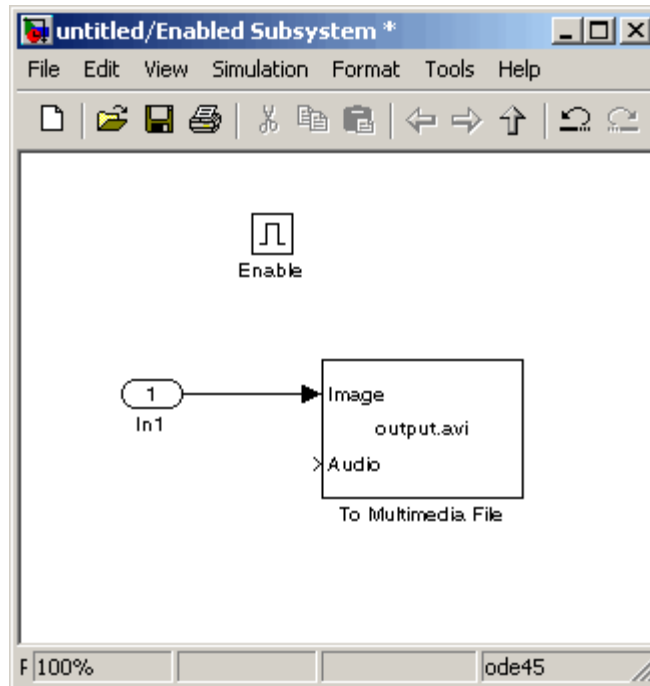 untitled/Enabled Subsystem *
File Edit View Simulation Format Tools Help
Enable
1
In1
Image
output.avi
Audio
To Multimedia File
F 100% ode45